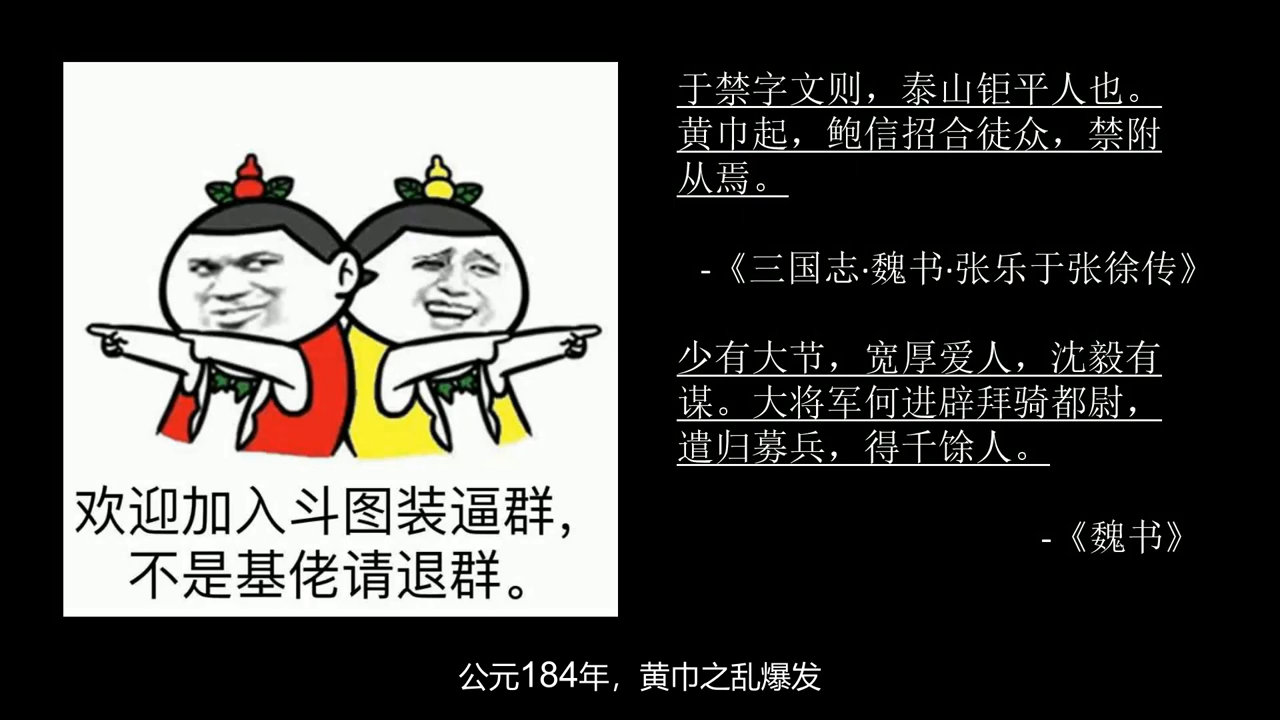 于禁字文则，泰山钜平人也。
黄巾起，鲍信招合徒众，禁附
从焉。
-《三国志·魏书·张乐于张徐传》
少有大节，宽厚爱人，沈毅有
谋。大将军何进辟拜骑都尉，
遣归募兵，得千馀人。
-《魏书》
欢迎加入斗图装逼群，
不是基佬请退群。
公元184年，黄巾之乱爆发